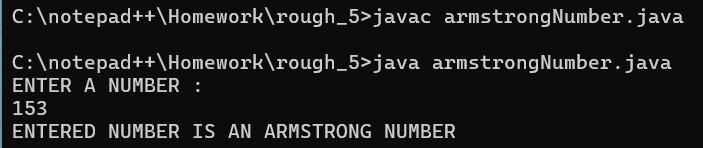 C:\notepad++\Homework\rough_5>javac armstrongNumber.java
C:\notepad++\Homework\rough_5>java armstrongNumber.java
ENTER A NUMBER :
153
ENTERED NUMBER IS AN ARMSTRONG NUMBER